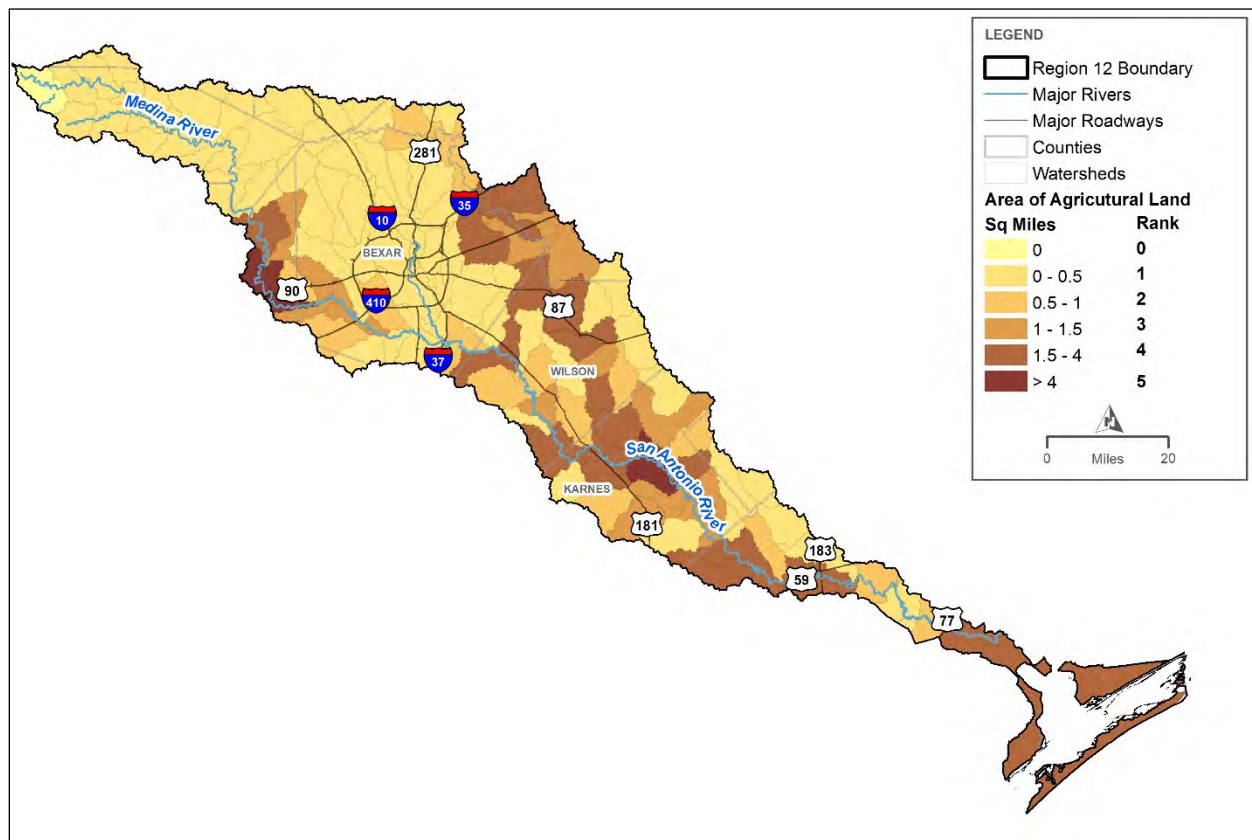 LEGEND
Region 12 Boundary
Major Rivers
Major Roadways
Counties
Watersheds
Area of Agricutural Land
Sq Miles Rank
0 0
0 - 0.5 1
0.5 - 1 2
1 - 1.5 3
1.5 - 4 4
> 4 5
N
0 Miles 20
Medina River
281
35
10
BEXAR
90
410
87
37
WILSON
San Antonio River
KARNES
181
183
59
77